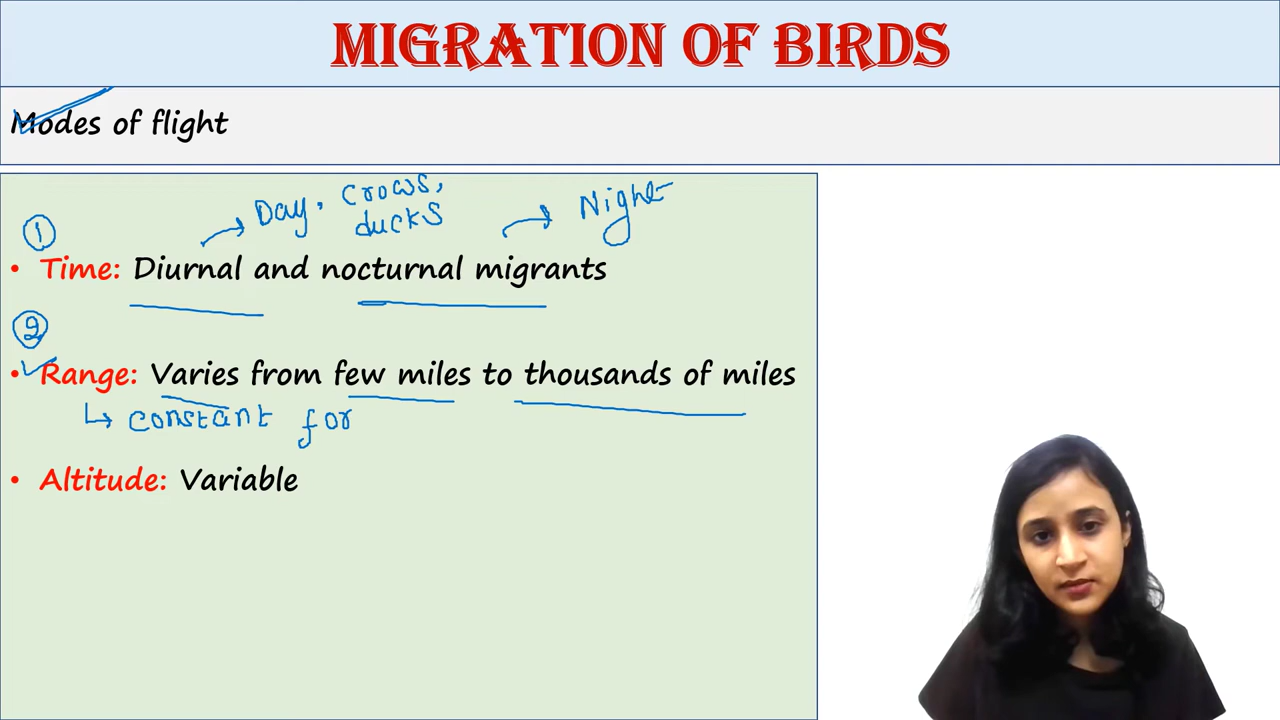 MIGRATION OF BIRDS
Modes of flight
① Day. Crows, ducks Night
• Time: Diurnal and nocturnal migrants
②
• Range: Varies from few miles to thousands of miles
↳ constant for
• Altitude: Variable